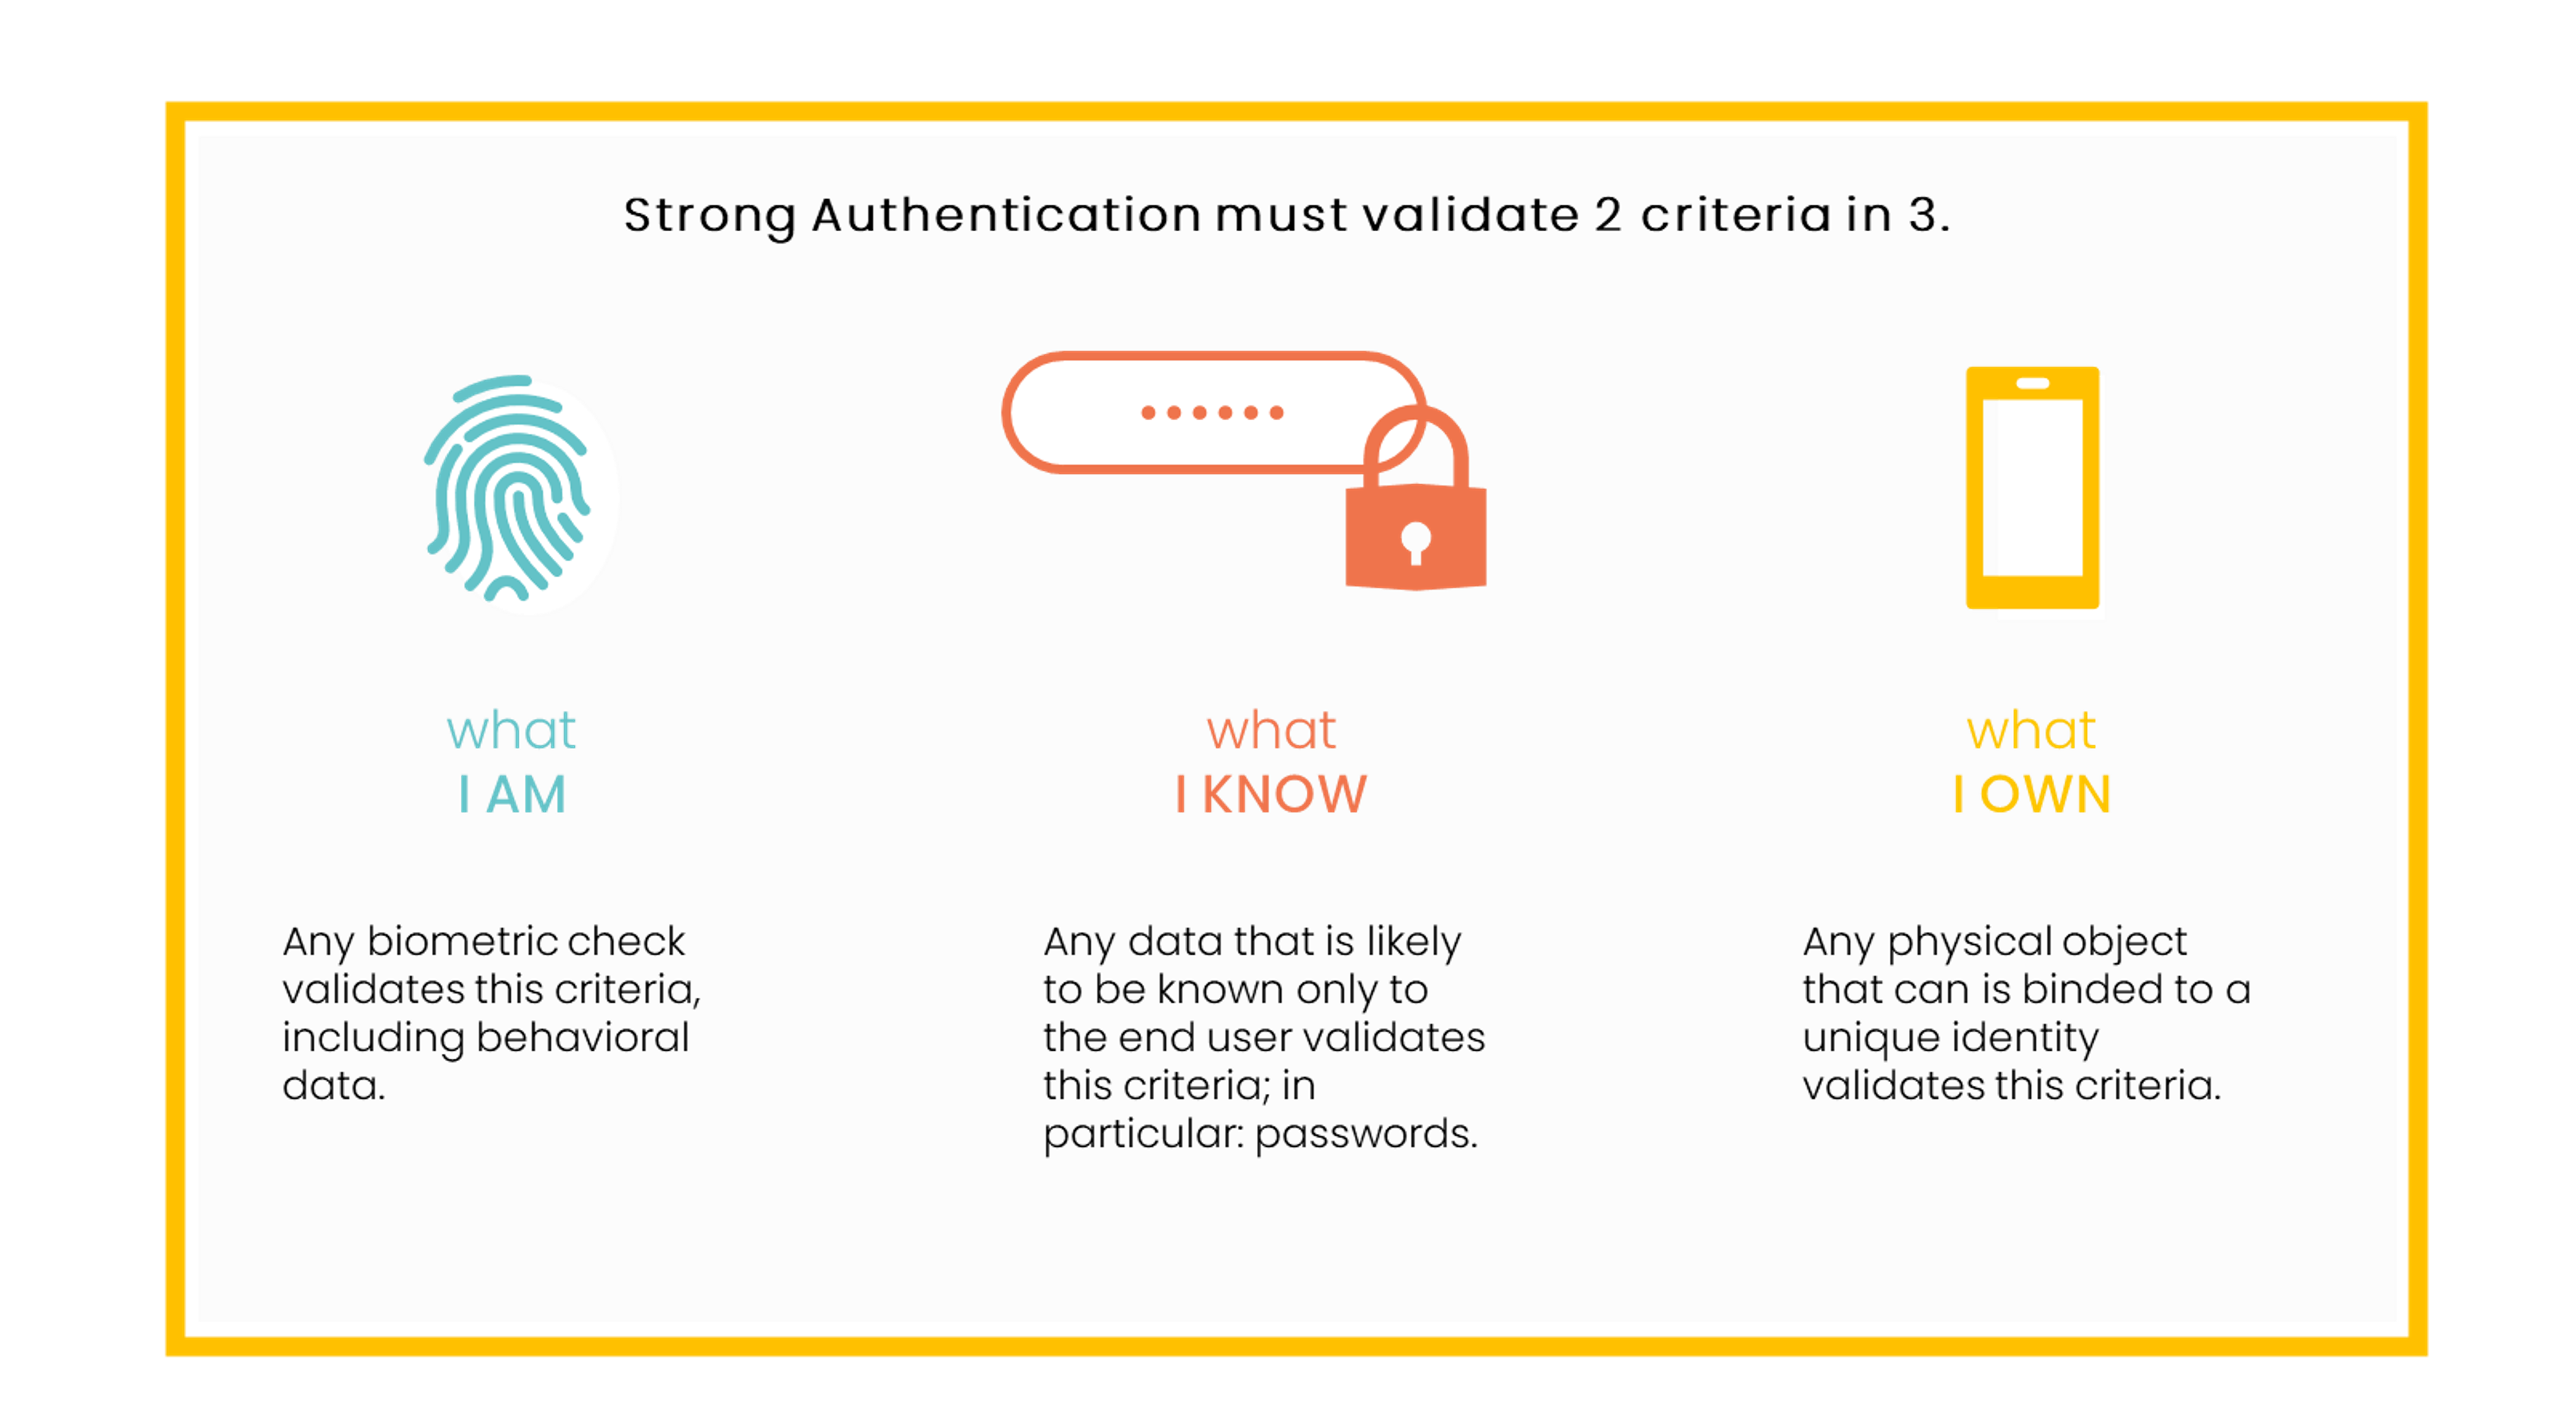 Strong Authentication must validate 2 criteria in 3.
what
I AM
Any biometric check
validates this criteria,
including behavioral
data.
what
I KNOW
Any data that is likely
to be known only to
the end user validates
this criteria; in
particular: passwords.
what
I OWN
Any physical object
that can is binded to a
unique identity
validates this criteria.